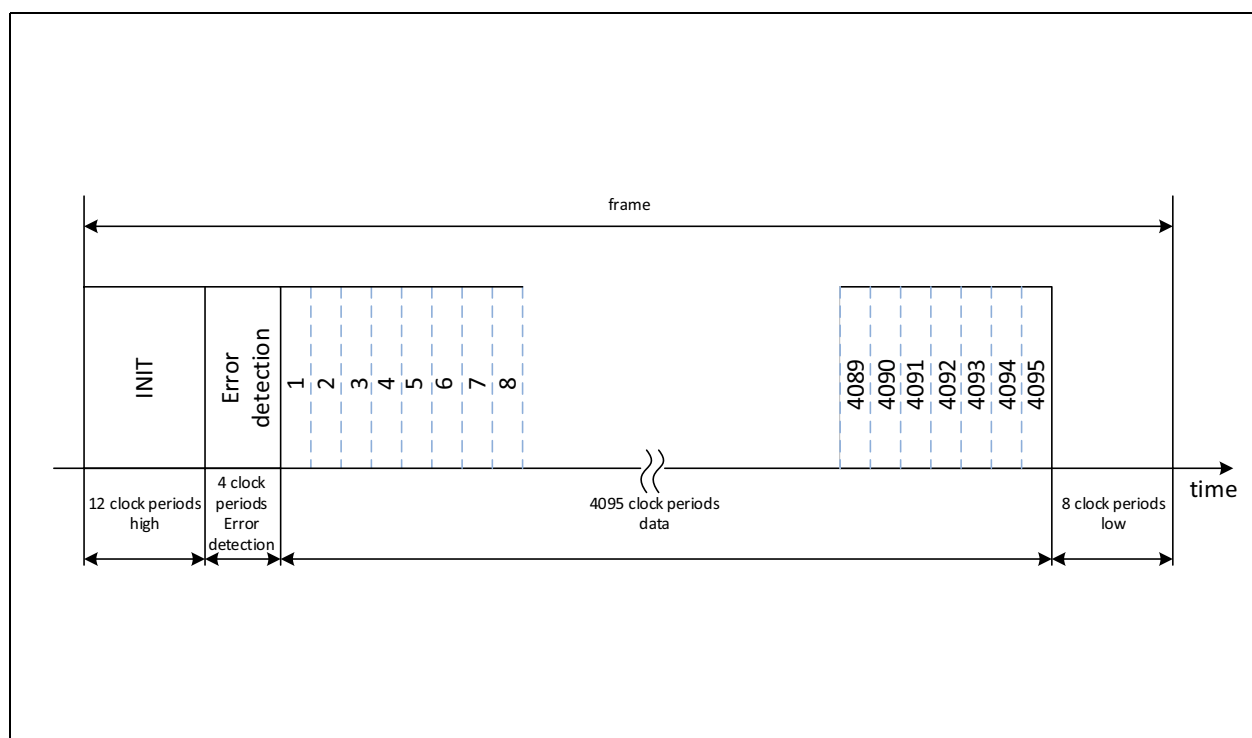 frame
INIT
Error
detection
1
2
3
4
5
6
7
8
4089
4090
4091
4092
4093
4094
4095
time
12 clock periods
high
4 clock
periods
Error
detection
4095 clock periods
data
8 clock periods
low